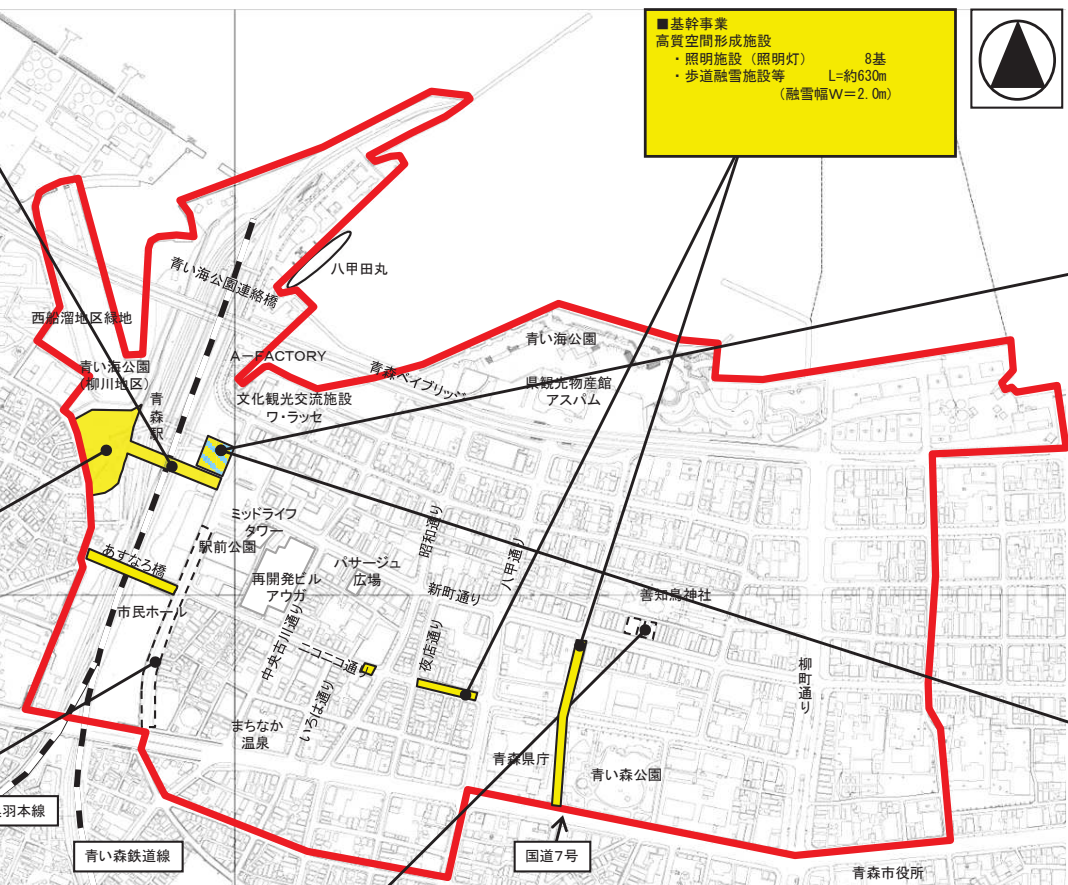 ■基幹事業
高質空間形成施設
・照明施設（照明灯） 8基
・歩道融雪施設等 L=約630m
（融雪幅W＝2.0m）
八甲田丸
青い海公園連絡橋
西船溜地区緑地
青い海公園
青い海公園
（柳川地区）
A－FACTORY
青森ベイブリッジ
県観光物産館
アスパム
文化観光交流施設
ワ・ラッセ
青森駅
ミッドライフ
タワー
駅前公園
昭和通り
八甲通り
あすなろ橋
パサージュ
広場
再開発ビル
アウガ
新町通り
善知鳥神社
市民ホール
中央古川通り
ニコニコ通り
夜店通り
いろは通り
柳町通り
まちなか
温泉
青森県庁
青い森公園
羽本線
青い森鉄道線
国道7号
青森市役所